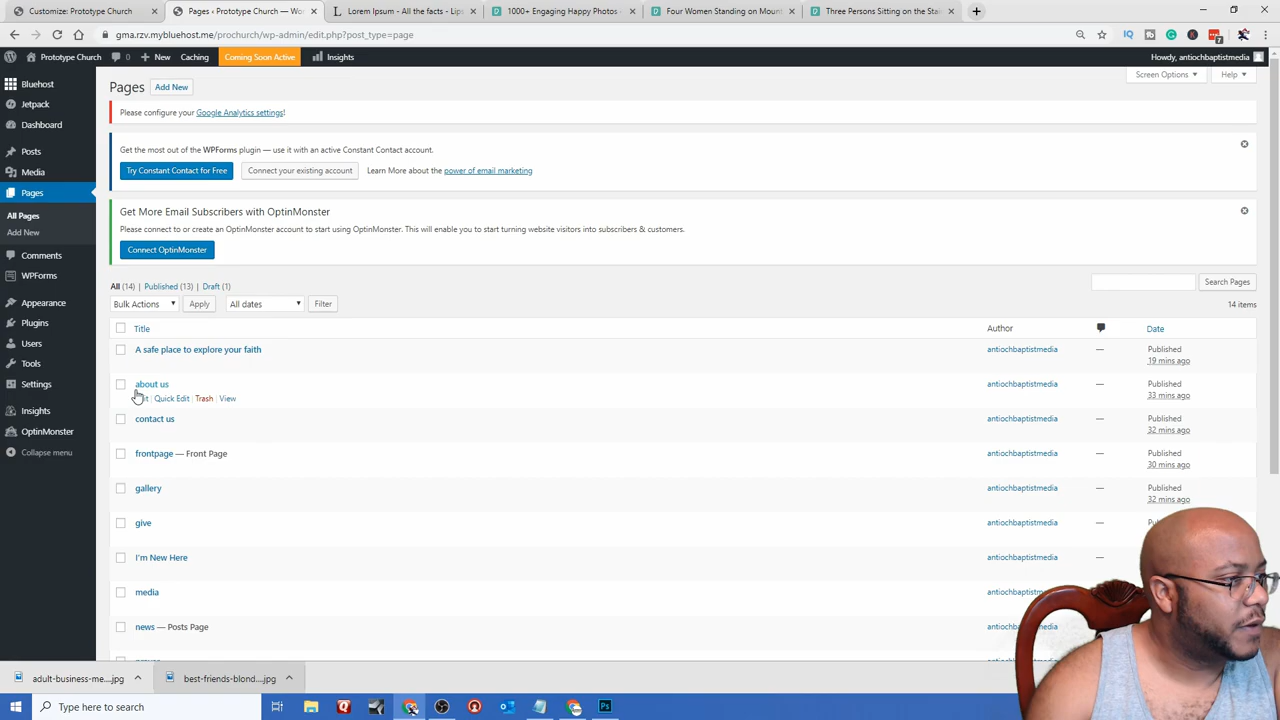 Customize: Prototype Church
Pages ‹ Prototype Church — Wo
Lorem Ipsum - All the facts - Lips
1000+ Engaging Happy Photos ·
Four Women Standing on Mount
Three Persons Sitting on the Stai
gma.rzv.mybluehost.me/prochurch/wp-admin/edit.php?post_type=page
Prototype Church
0
+ New
Caching
Coming Soon Active
Insights
Howdy, antiochbaptistmedia
Bluehost
Jetpack
Dashboard
Posts
Media
Pages
All Pages
Add New
Comments
WPForms
Appearance
Plugins
Users
Tools
Settings
Insights
OptinMonster
Collapse menu
Screen Options
Help
Pages
Add New
Please configure your Google Analytics settings!
Get the most out of the WPForms plugin — use it with an active Constant Contact account.
Try Constant Contact for Free
Connect your existing account
Learn More about the power of email marketing
Get More Email Subscribers with OptinMonster
Please connect to or create an OptinMonster account to start using OptinMonster. This will enable you to start turning website visitors into subscribers & customers.
Connect OptinMonster
All (14) | Published (13) | Draft (1)
Search Pages
Bulk Actions
Apply
All dates
Filter
14 items
Title
Author
Date
A safe place to explore your faith
antiochbaptistmedia
—
Published
19 mins ago
about us
antiochbaptistmedia
—
Published
33 mins ago
| Quick Edit | Trash | View
contact us
antiochbaptistmedia
—
Published
32 mins ago
frontpage — Front Page
antiochbaptistmedia
—
Published
30 mins ago
gallery
antiochbaptistmedia
—
Published
32 mins ago
give
antiochbaptistmedia
—
I'm New Here
antiochbaptistmedia
—
media
antiochbaptistmedia
news — Posts Page
adult-business-me....jpg
best-friends-blond....jpg
Type here to search